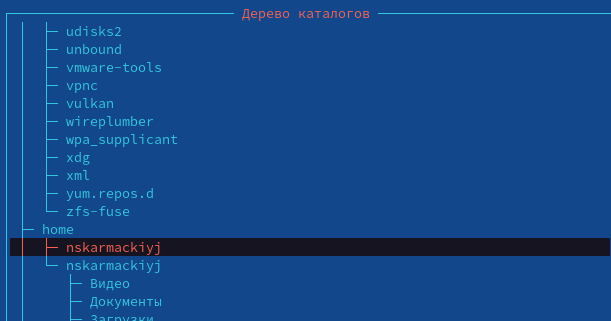 Дерево каталогов
udisks2
unbound
vmware-tools
vpnc
vulkan
wireplumber
wpa_supplicant
xdg
xml
yum.repos.d
zfs-fuse
home
nskarmackiyj
nskarmackiyj
Видео
Документы
Загрузки